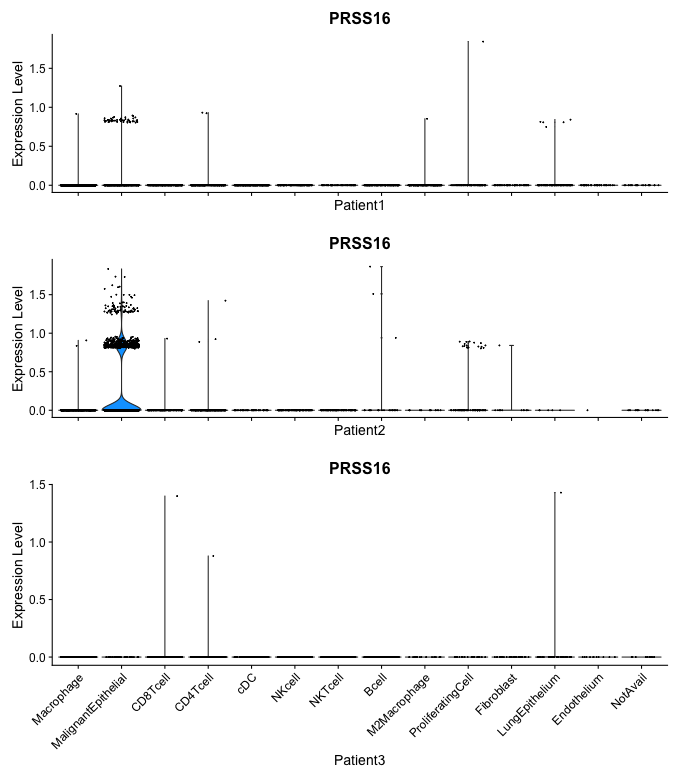 PRSS16
Expression Level
1.5
1.0
0.5
0.0
Patient1
PRSS16
Expression Level
1.5
1.0
0.5
0.0
Patient2
PRSS16
Expression Level
1.5
1.0
0.5
0.0
Macrophage
MalignantEpithelial
CD8Tcell
CD4Tcell
cDC
NKcell
NKTcell
Bcell
M2Macrophage
ProliferatingCell
Fibroblast
LungEpithelium
Endothelium
NotAvail
Patient3